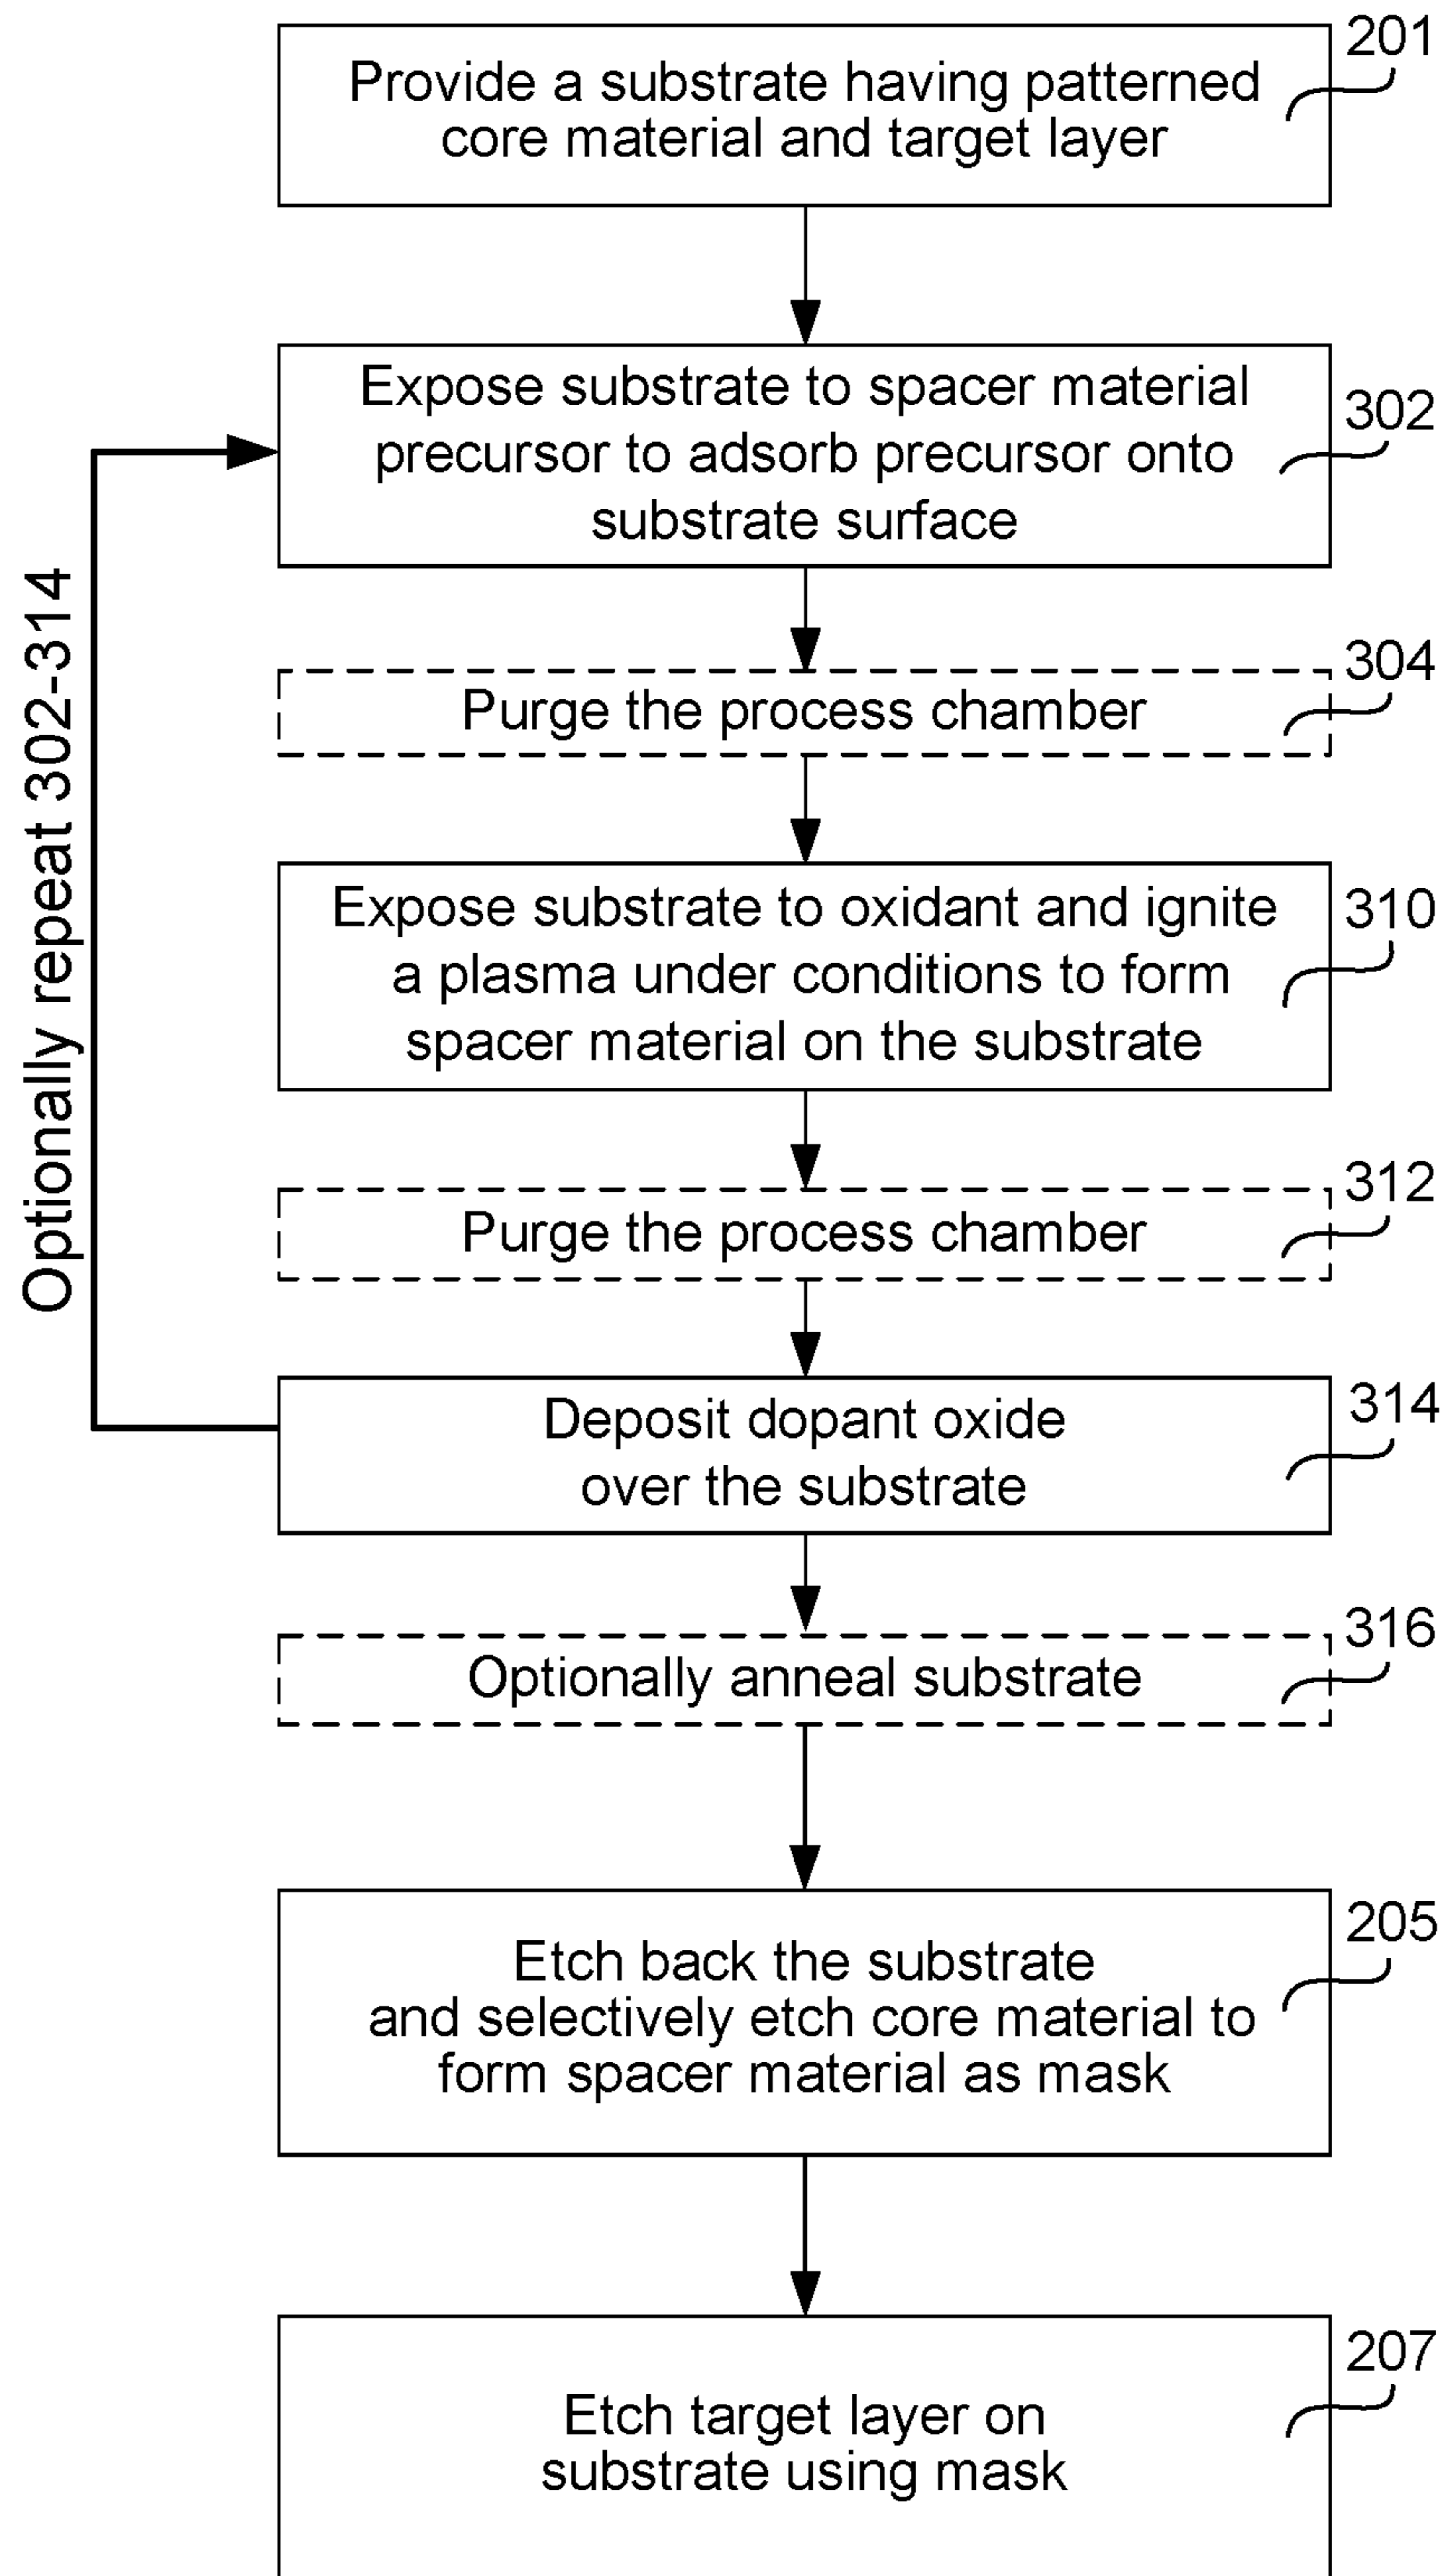 201
Provide a substrate having patterned
core material and target layer
Expose substrate to spacer material
302
precursor to adsorb precursor onto
substrate surface
304
Purge the process chamber
Optionally repeat 302-314
310
Expose substrate to oxidant and ignite
a plasma under conditions to form
spacer material on the substrate
312
Purge the process chamber
314
Deposit dopant oxide
over the substrate
316
Optionally anneal substrate
205
Etch back the substrate
and selectively etch core material to
form spacer material as mask
207
Etch target layer on
substrate using mask